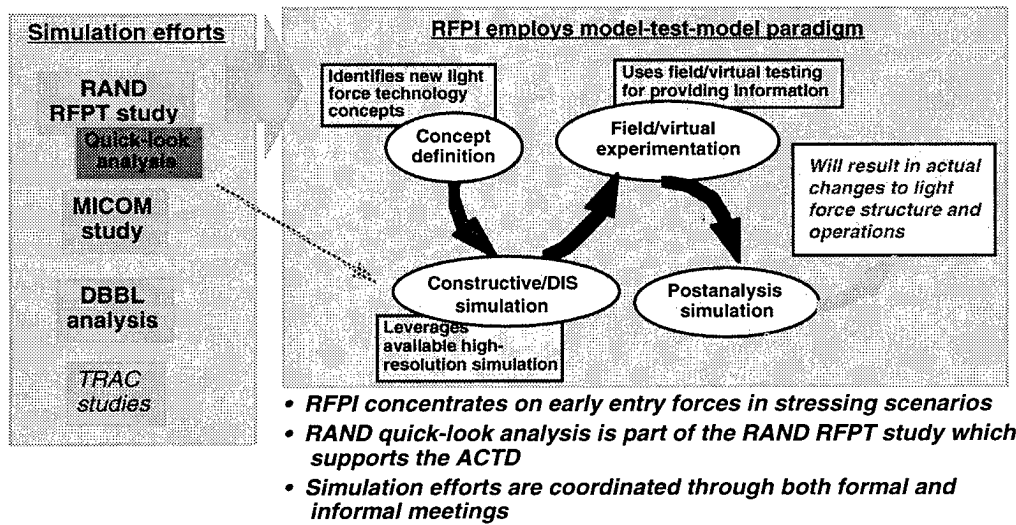 Simulation efforts
RAND
RFPT study
Quick-look
analysis
MICOM
study
DBBL
analysis
TRAC
studies
RFPI employs model-test-model paradigm
Identifies new light
force technology
concepts
Concept
definition
Uses field/virtual testing
for providing information
Field/virtual
experimentation
Will result in actual
changes to light
force structure and
operations
Constructive/DIS
simulation
Leverages
available high-
resolution simulation
Postanalysis
simulation
• RFPI concentrates on early entry forces in stressing scenarios
• RAND quick-look analysis is part of the RAND RFPT study which
supports the ACTD
• Simulation efforts are coordinated through both formal and
informal meetings